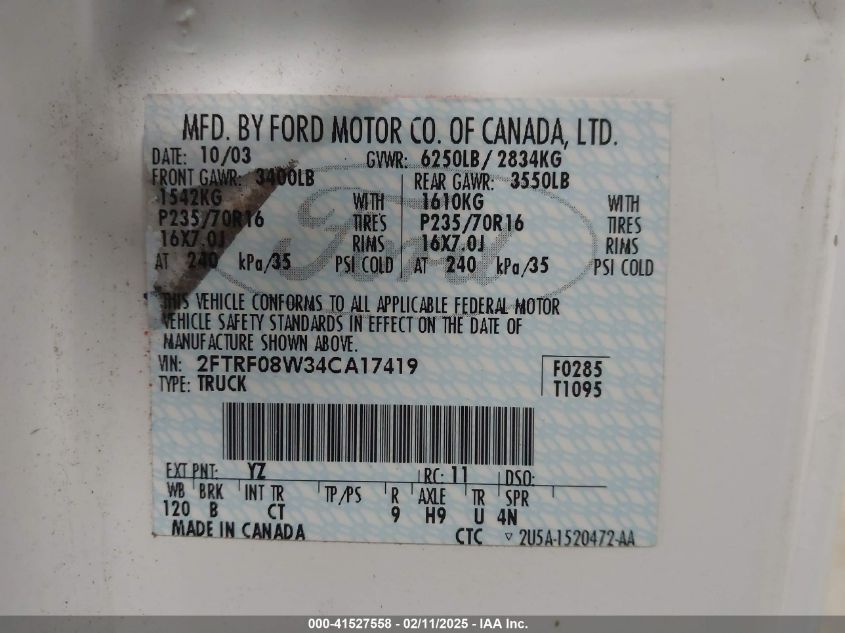 MFD. BY FORD MOTOR CO. OF CANADA, LTD.
DATE: 10/03 GVWR: 6250LB/ 2834KG
FRONT GAWR: 3400LB REAR GAWR: 3550LB
1542KG WITH 1610KG WITH
P235/70R16 TIRES P235/70R16 TIRES
16X7.0J RIMS 16X7.0J RIMS
AT 240 kPa/35 PSI COLD AT 240 kPa/35 PSI COLD
Ford
THIS VEHICLE CONFORMS TO ALL APPLICABLE FEDERAL MOTOR
VEHICLE SAFETY STANDARDS IN EFFECT ON THE DATE OF
MANUFACTURE SHOWN ABOVE.
VIN: 2FTRF08W34CA17419 F0285
TYPE: TRUCK T1095
EXT PNT: YZ RC: 11 DSO:
WB BRK INT TR TP/PS R AXLE TR SPR
120 B CT 9 H9 U 4N
MADE IN CANADA CTC ▽ 2U5A-1520472-AA
000-41527558 - 02/11/2025 - IAA Inc.